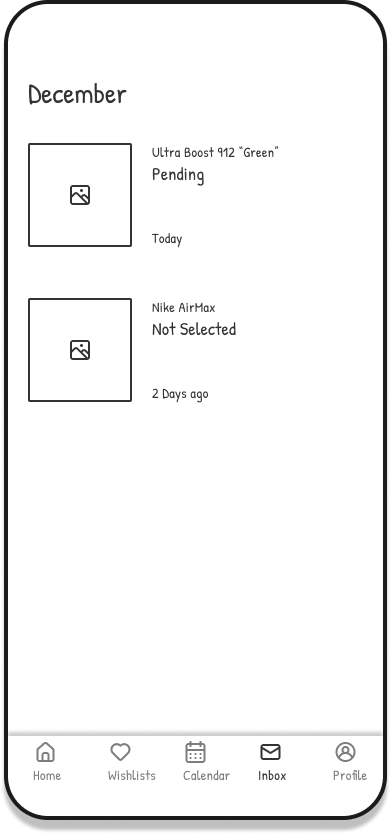 December
Ultra Boost 912 "Green"
Pending
Today
Nike AirMax
Not Selected
2 Days ago
Home
Wishlists
Calendar
Inbox
Profile